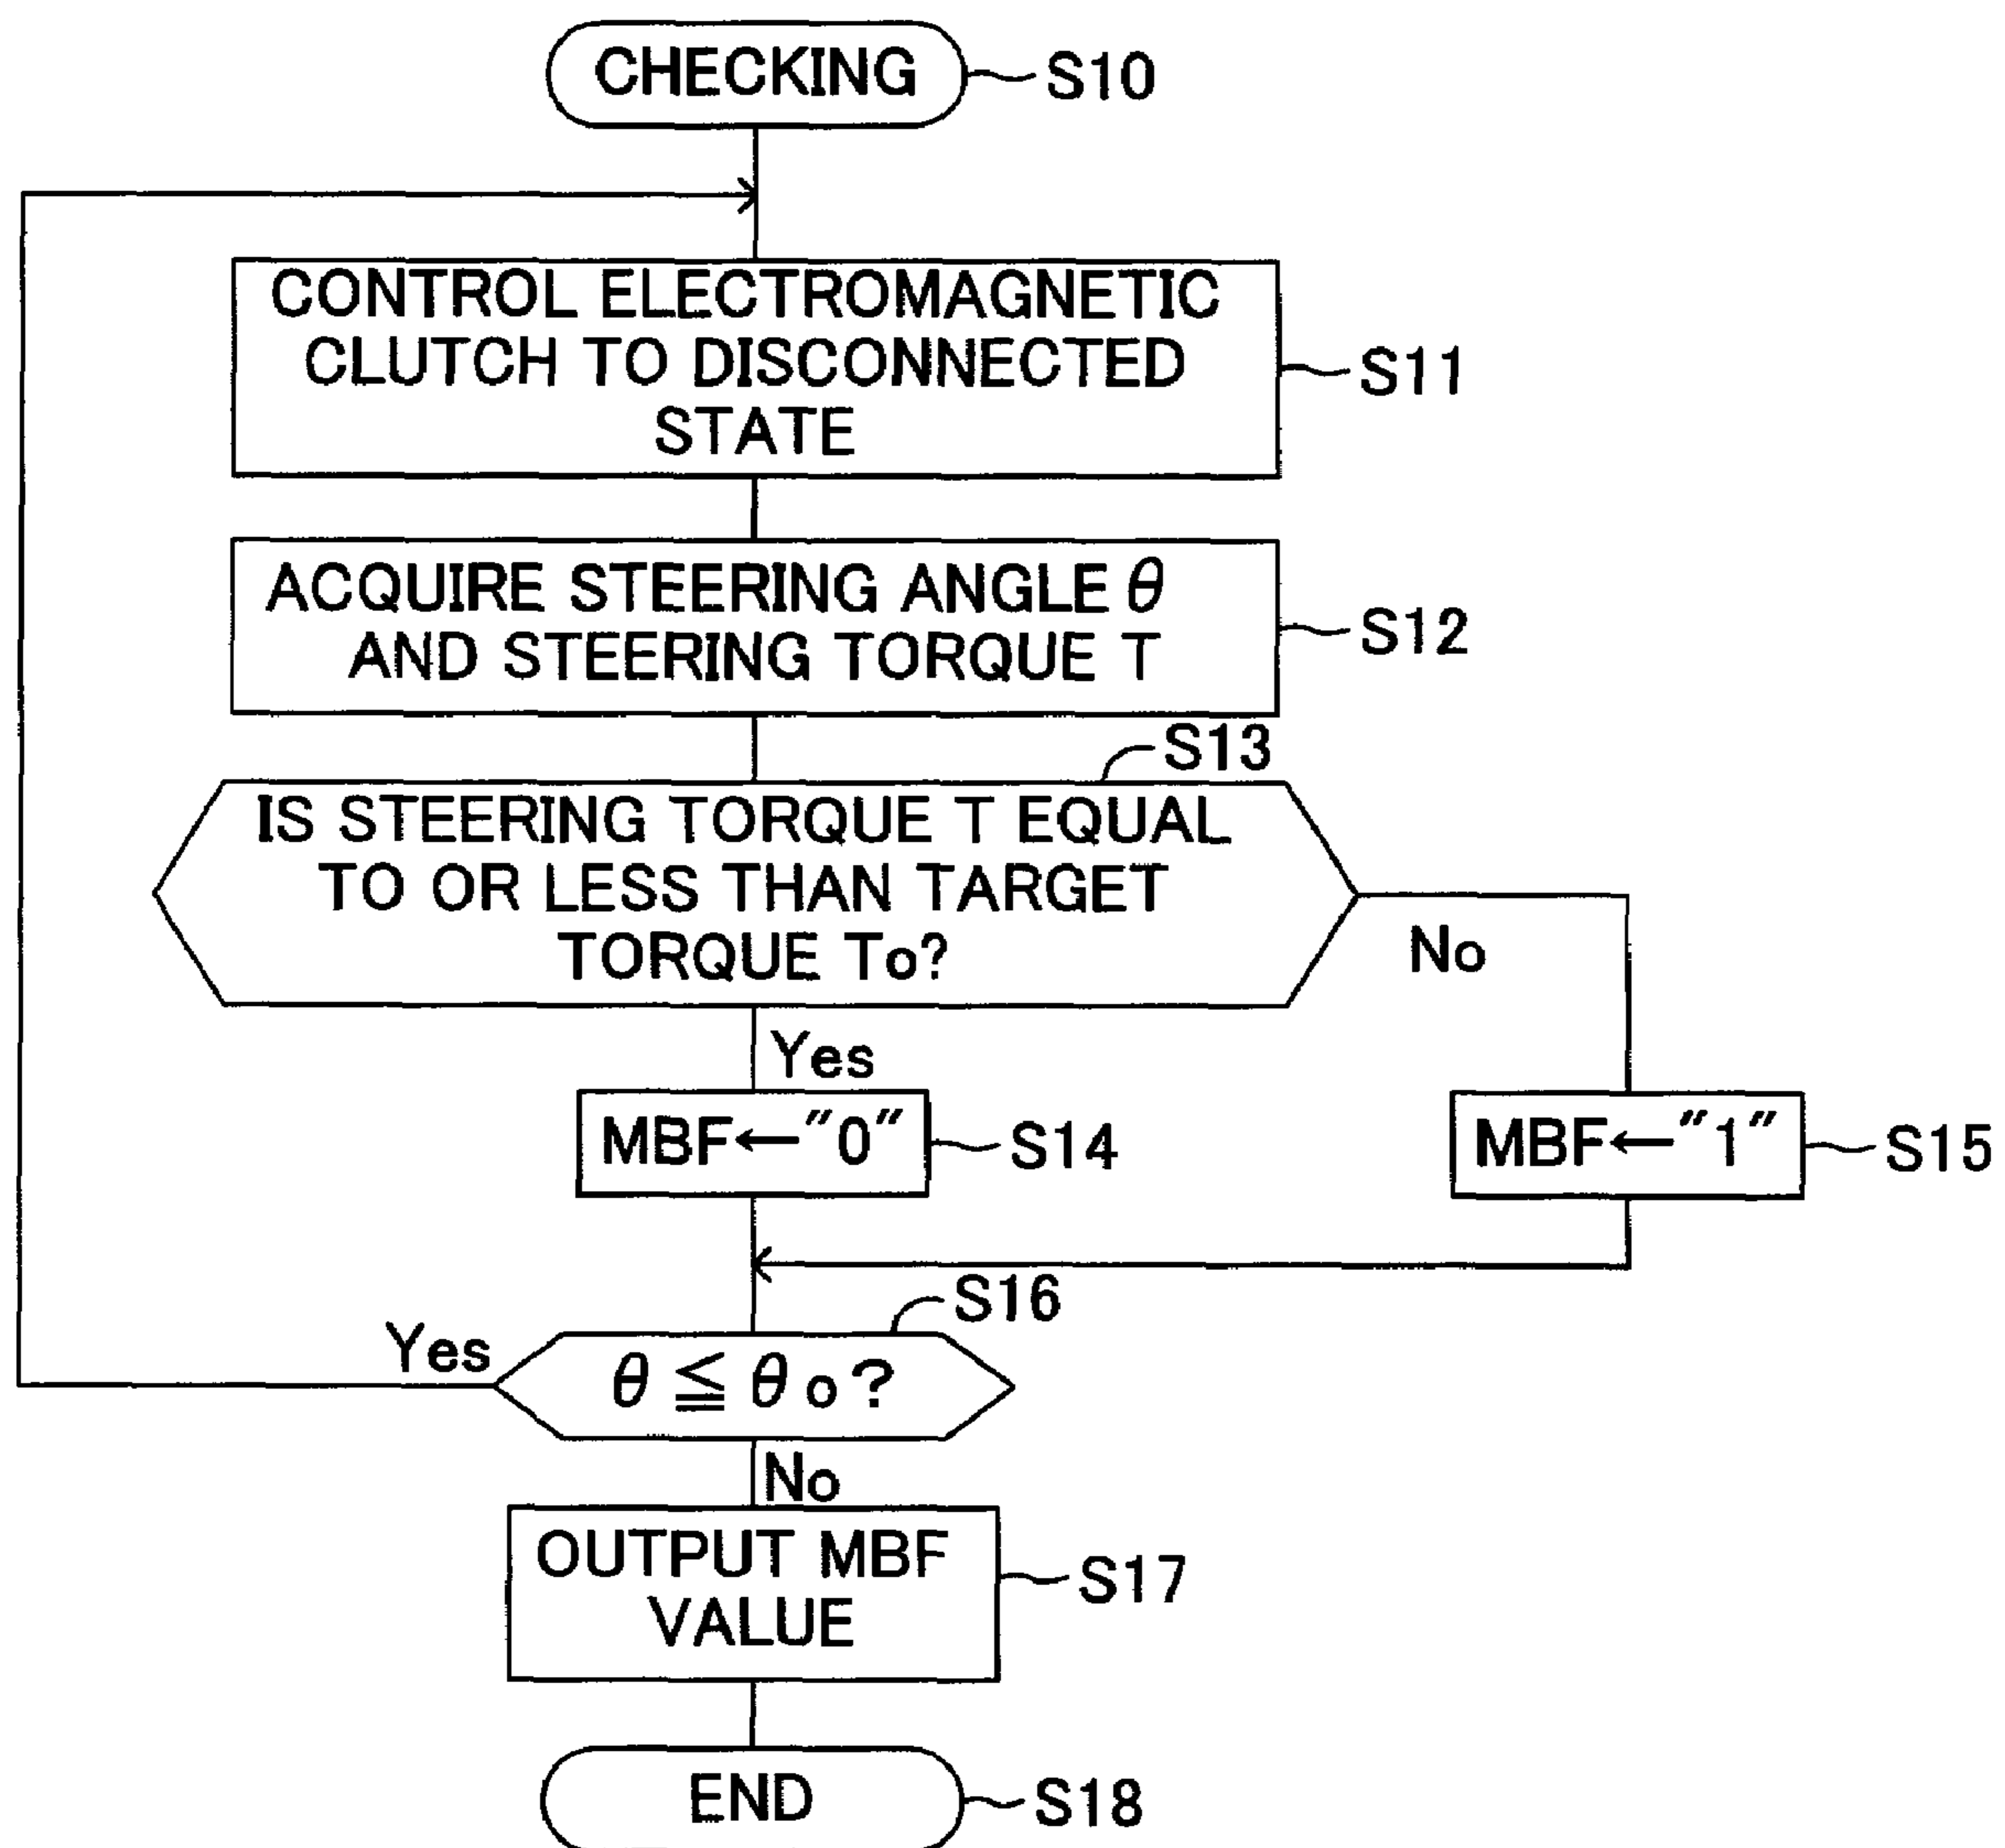 CHECKING
S10
CONTROL ELECTROMAGNETIC
CLUTCH TO DISCONNECTED
STATE
S11
ACQUIRE STEERING ANGLE θ
AND STEERING TORQUE T
S12
S13
IS STEERING TORQUE T EQUAL
TO OR LESS THAN TARGET
TORQUE To?
No
Yes
MBF←"0"
S14
MBF←"1"
S15
S16
Yes
θ ≦ θo?
No
OUTPUT MBF
VALUE
S17
END
S18